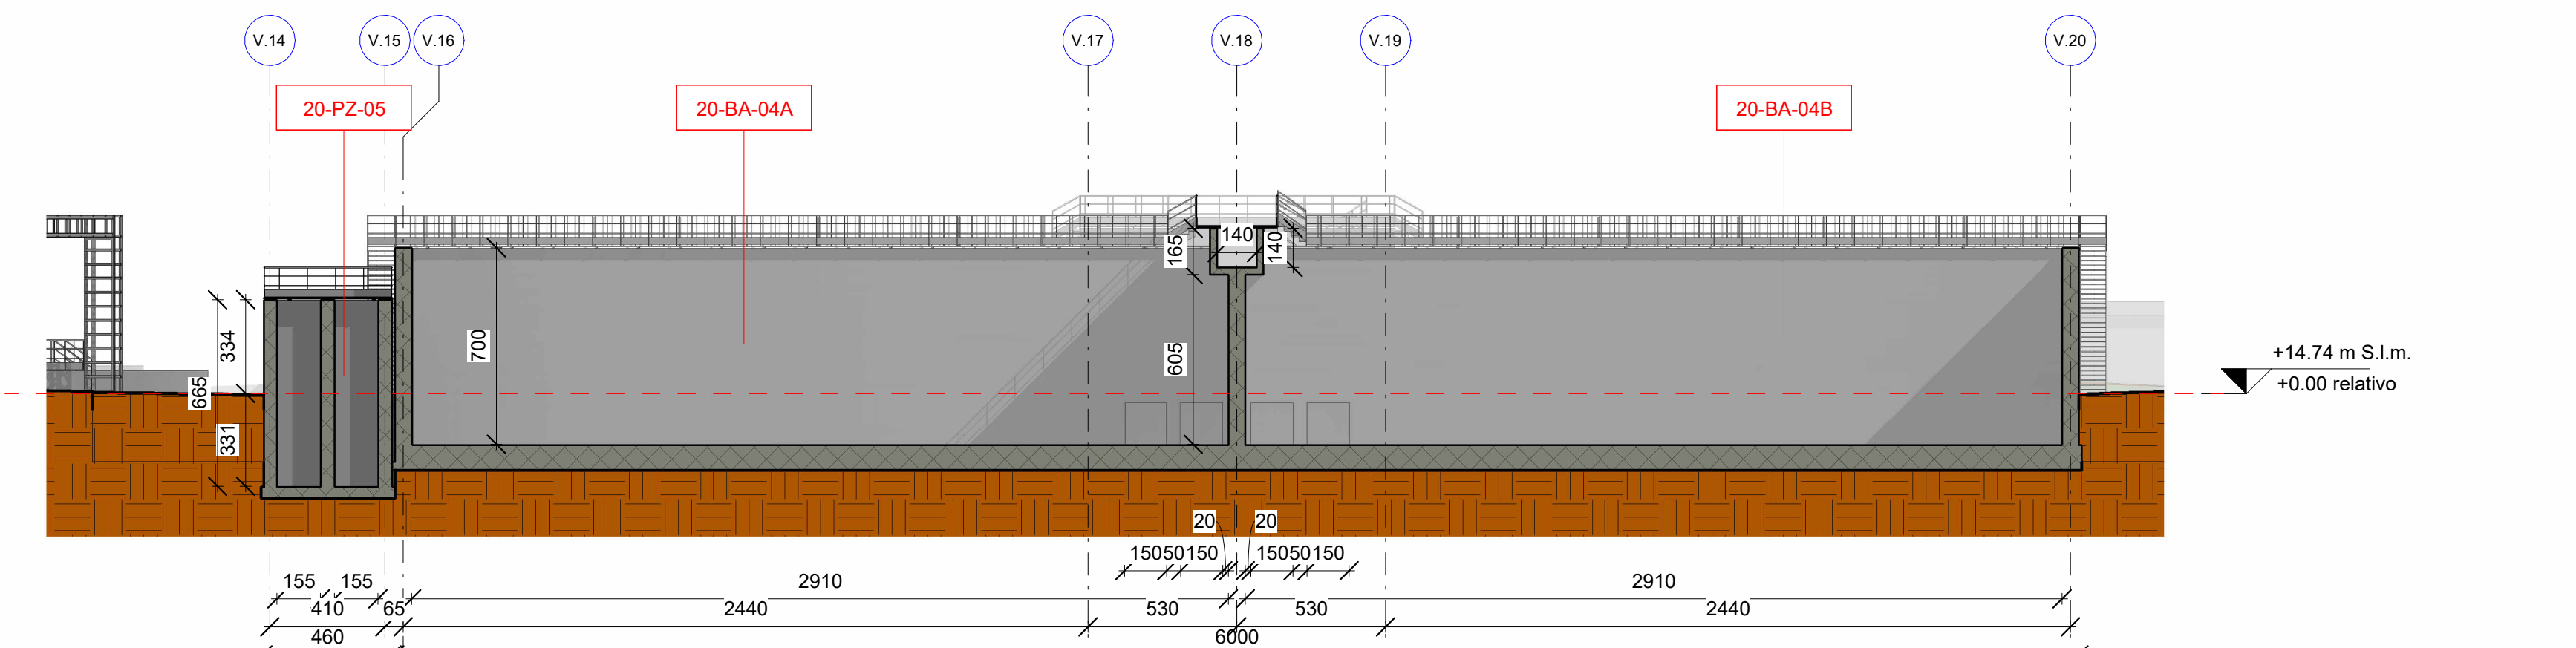 V.14
V.15
V.16
V.17
V.18
V.19
V.20
20-PZ-05
20-BA-04A
20-BA-04B
165
140
140
334
700
605
665
331
+14.74 m S.l.m.
+0.00 relativo
20
20
150 50 150
150 50 150
155
155
2910
2910
410
65
2440
530
530
2440
460
6000